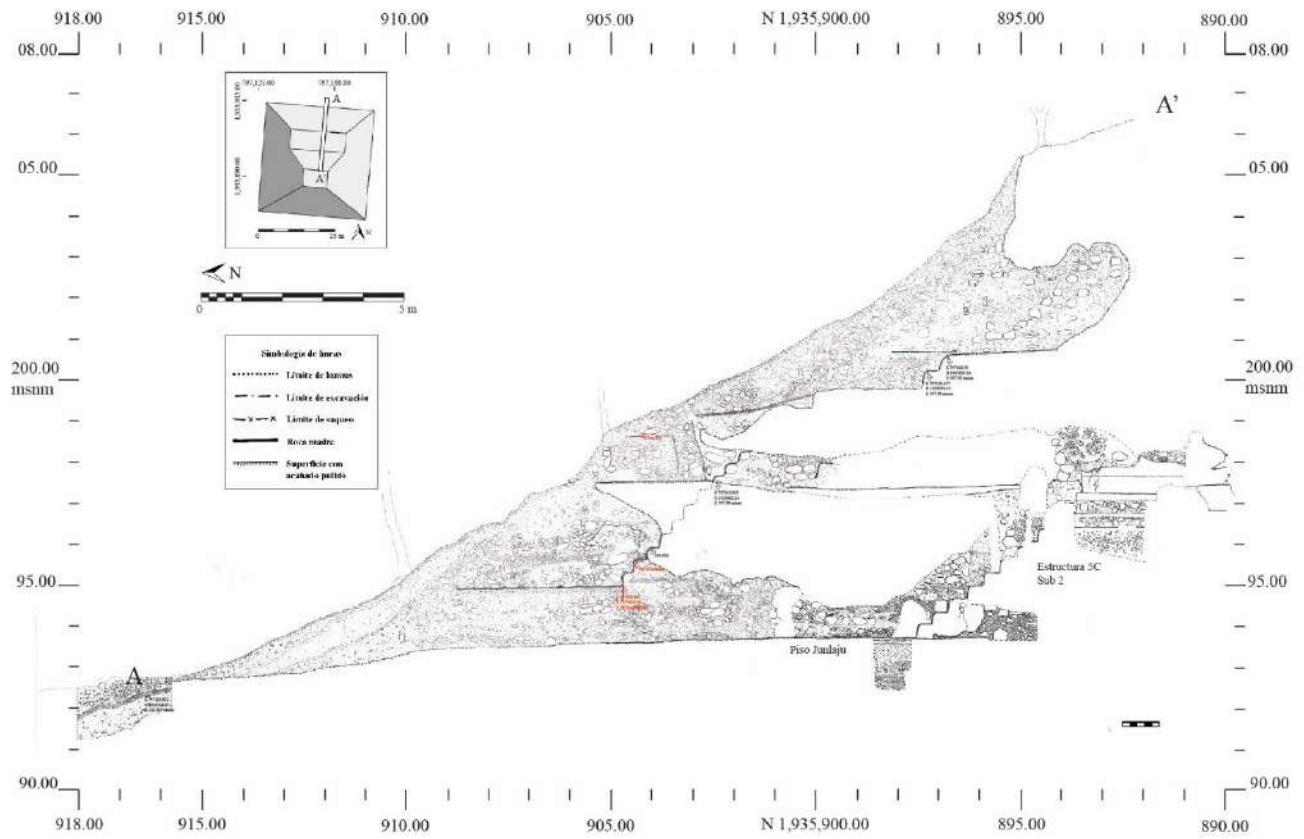 918.00 915.00 910.00 905.00 N 1,935,900.00 895.00 890.00
08.00 08.00
A'
05.00 05.00
A
A'
0 25 m
N
0 5 m
200.00 200.00
msnm msnm
Simbología de líneas
Límite de humus
Límite de excavación
Límite de saqueo
Roca madre
Superficie con
acabado pulido
95.00 95.00
Estructura 5C
Sub 2
Piso Junlaju
A
90.00 90.00
918.00 915.00 910.00 905.00 N 1,935,900.00 895.00 890.00